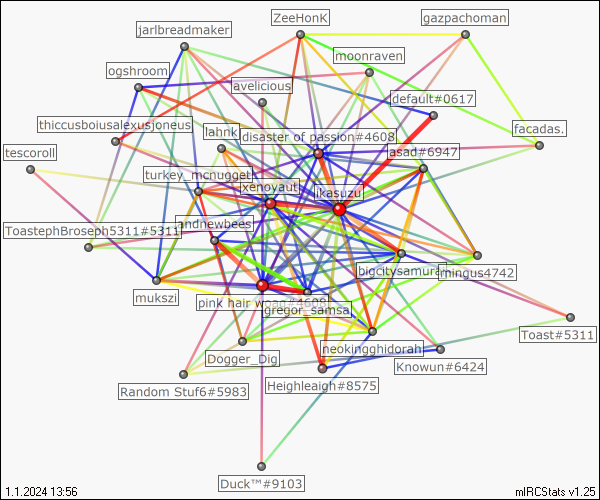 ZeeHonK
gazpachoman
jarlbreadmaker
moonraven
ogshroom
avelicious
default#0617
thiccusboiusalexusjoneus
lahnk
disaster of passion#4608
facadas.
tescoroll
asad#6947
turkey_mcnugget
xenoyaut
ikasuzu
ToastephBroseph5311#5311
andnewbees
bigcitysamurai
mingus4742
mukszi
pink hair woao#4608
gregor_samsa
Toast#5311
Dogger_Dig
neokingghidorah
Knowun#6424
Random Stuf6#5983
Heighleaigh#8575
Duck™#9103
1.1.2024 13:56
mIRCStats v1.25